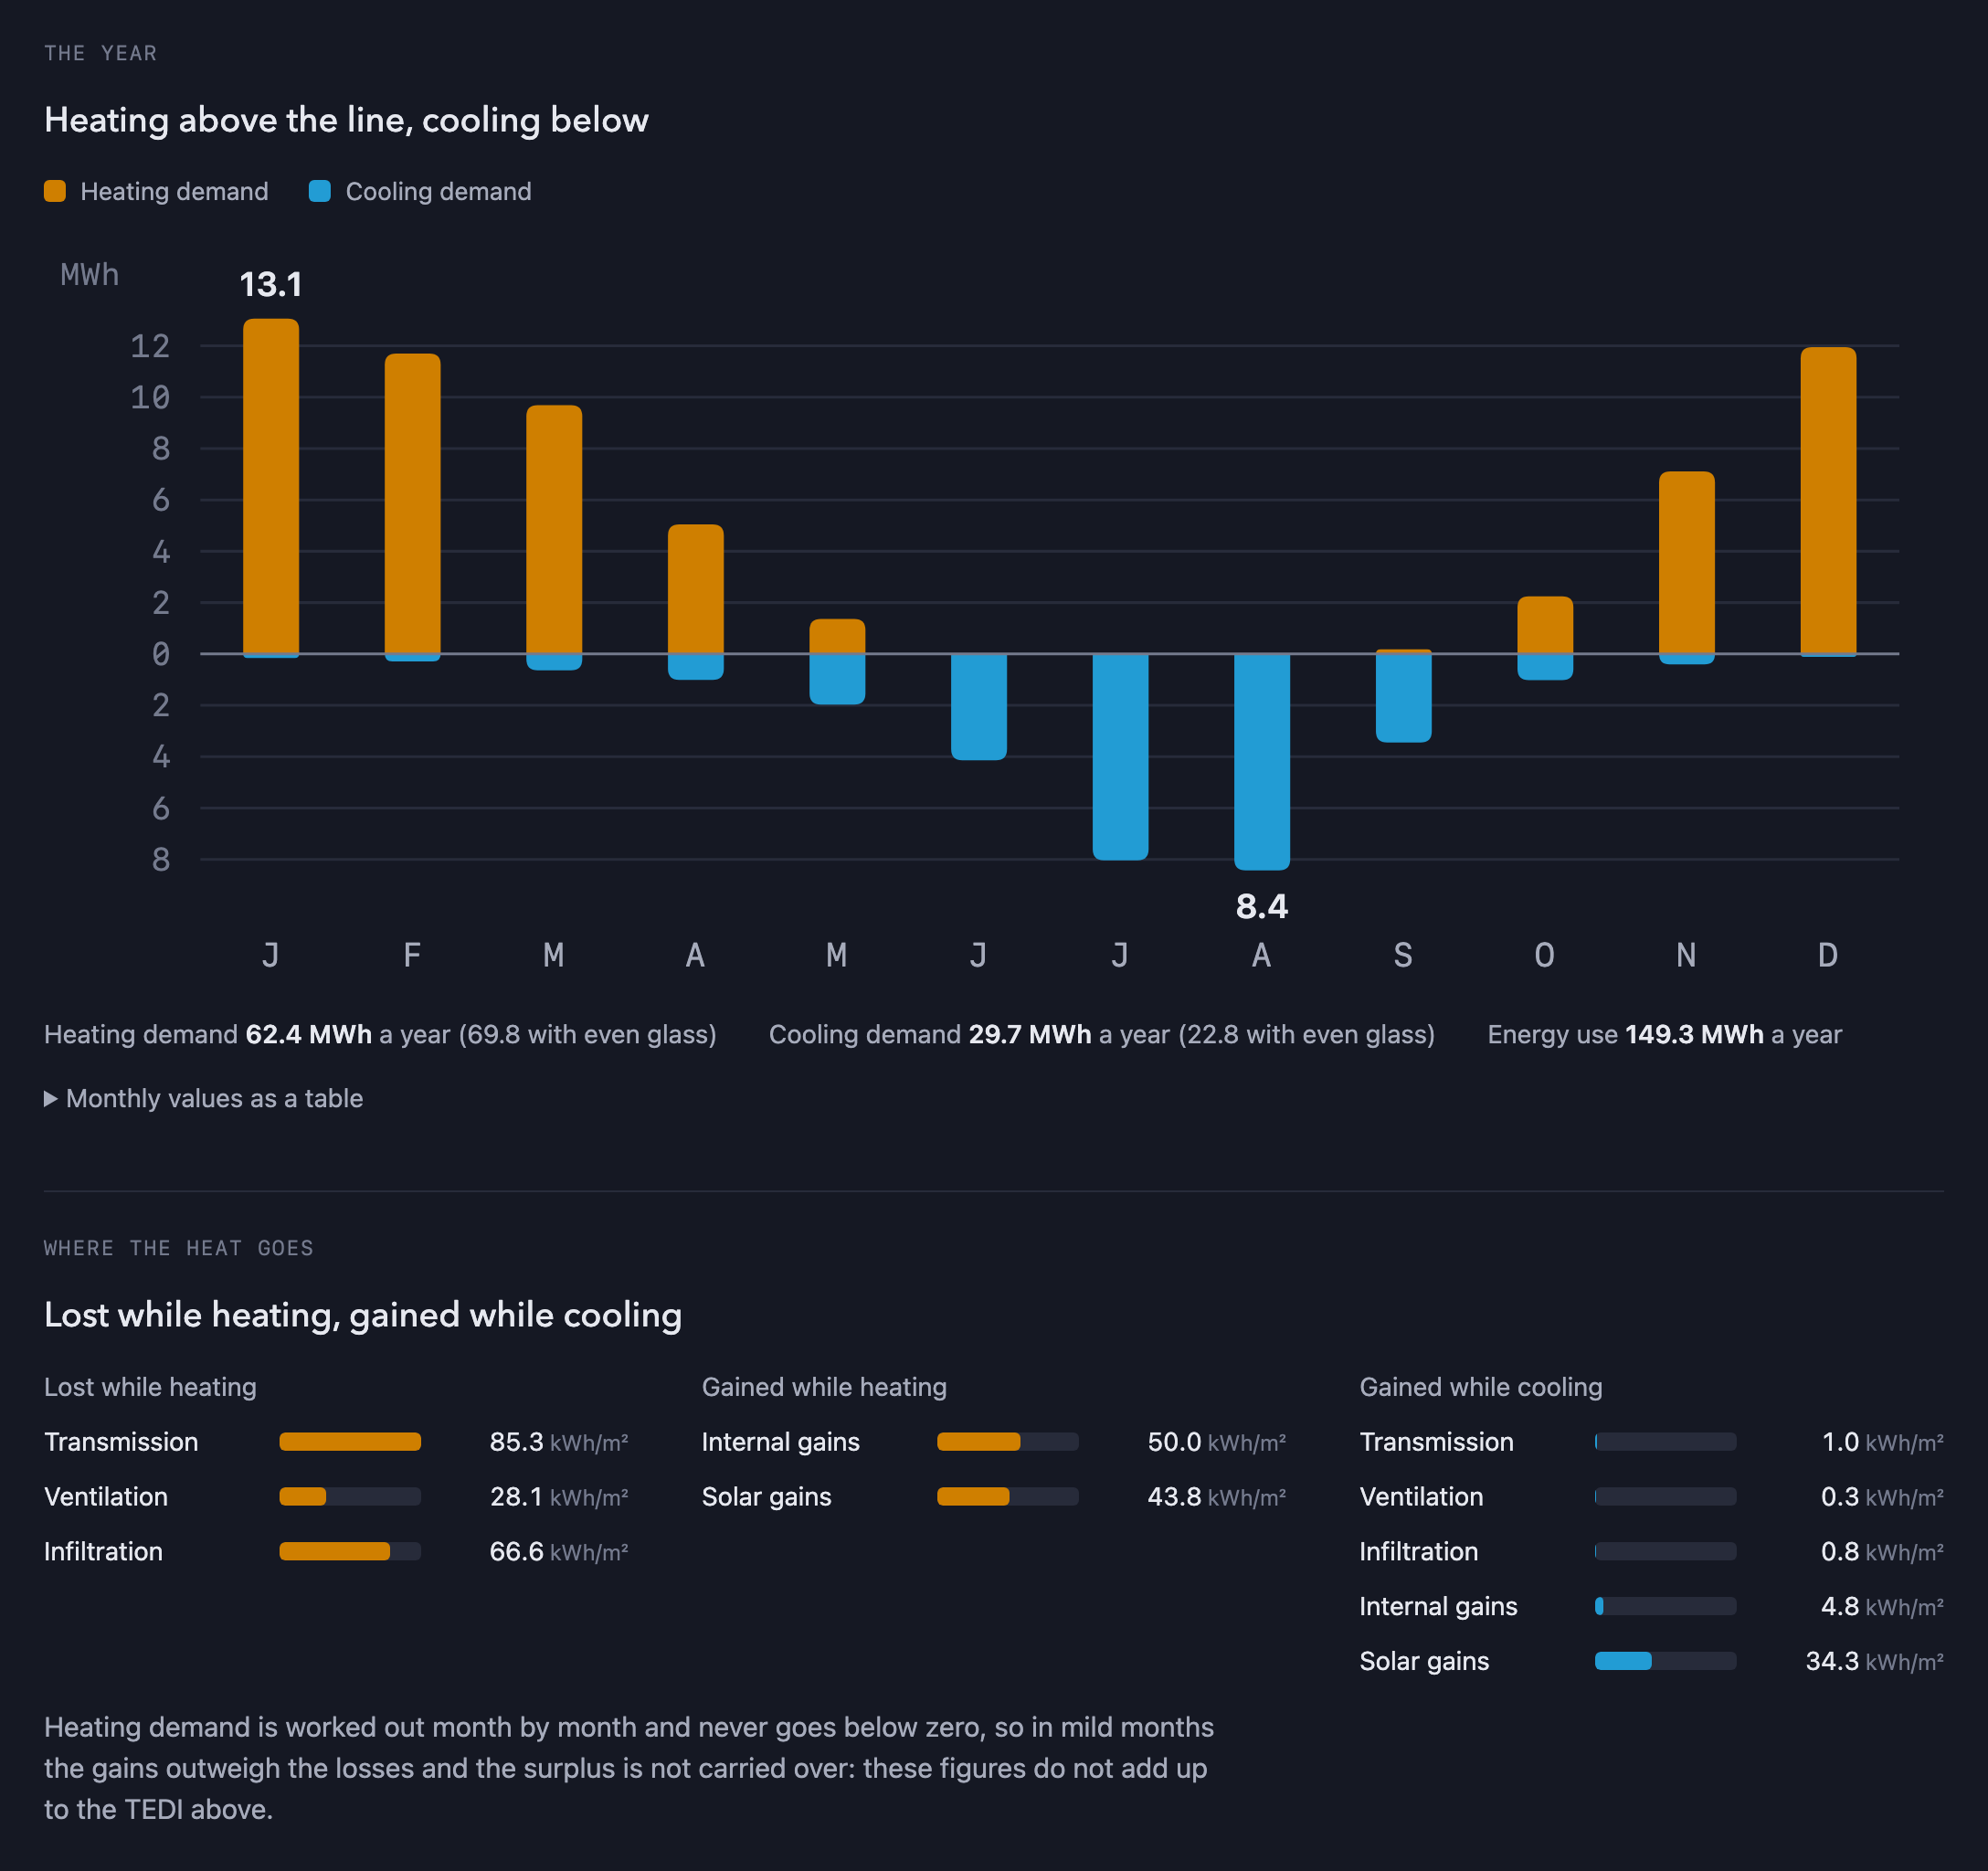 THE YEAR
Heating above the line, cooling below
Heating demand Cooling demand
MWh
13.1
12
10
8
6
4
2
0
2
4
6
8
8.4
J F M A M J J A S O N D
Heating demand 62.4 MWh a year (69.8 with even glass) Cooling demand 29.7 MWh a year (22.8 with even glass) Energy use 149.3 MWh a year
▶ Monthly values as a table
WHERE THE HEAT GOES
Lost while heating, gained while cooling
Lost while heating
Transmission 85.3 kWh/m²
Ventilation 28.1 kWh/m²
Infiltration 66.6 kWh/m²
Gained while heating
Internal gains 50.0 kWh/m²
Solar gains 43.8 kWh/m²
Gained while cooling
Transmission 1.0 kWh/m²
Ventilation 0.3 kWh/m²
Infiltration 0.8 kWh/m²
Internal gains 4.8 kWh/m²
Solar gains 34.3 kWh/m²
Heating demand is worked out month by month and never goes below zero, so in mild months
the gains outweigh the losses and the surplus is not carried over: these figures do not add up
to the TEDI above.